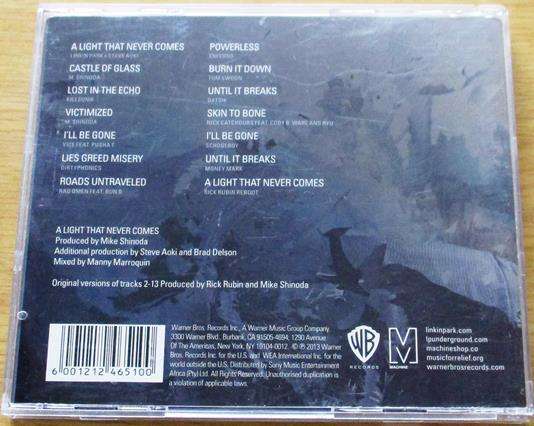 A LIGHT THAT NEVER COMES
LINKIN PARK x STEVE AOKI
CASTLE OF GLASS
M. SHINODA
LOST IN THE ECHO
KILLSONIK
VICTIMIZED
M. SHINODA
I'LL BE GONE
VICE FEAT. PUSHA T
LIES GREED MISERY
DIRTYPHONICS
ROADS UNTRAVELED
RAD OMEN FEAT. BUN B
POWERLESS
ENFERNO
BURN IT DOWN
TOM SWOON
UNTIL IT BREAKS
DATSIK
SKIN TO BONE
RICK CATCHDUBS FEAT. CODY B. WARE AND RYU
I'LL BE GONE
SCHOOLBOY
UNTIL IT BREAKS
MONEY MARK
A LIGHT THAT NEVER COMES
RICK RUBIN REBOOT
A LIGHT THAT NEVER COMES
Produced by Mike Shinoda
Additional production by Steve Aoki and Brad Delson
Mixed by Manny Marroquin
Original versions of tracks 2-13 Produced by Rick Rubin and Mike Shinoda
6 001212 465100
Warner Bros. Records Inc., A Warner Music Group Company,
3300 Warner Blvd., Burbank, CA 91505-4694, 1290 Avenue
Of The Americas, New York, NY 10104-0012. © ℗ 2013 Warner
Bros. Records Inc. for the U.S. and WEA International Inc. for the
world outside the U.S. Distributed by Sony Music Entertainment
Africa (Pty) Ltd. All Rights Reserved. Unauthorised duplication is
a violation of applicable laws.
WB
RECORDS
M
MACHINE
linkinpark.com
lpunderground.com
machineshop.co
musicforrelief.org
warnerbrosrecords.com